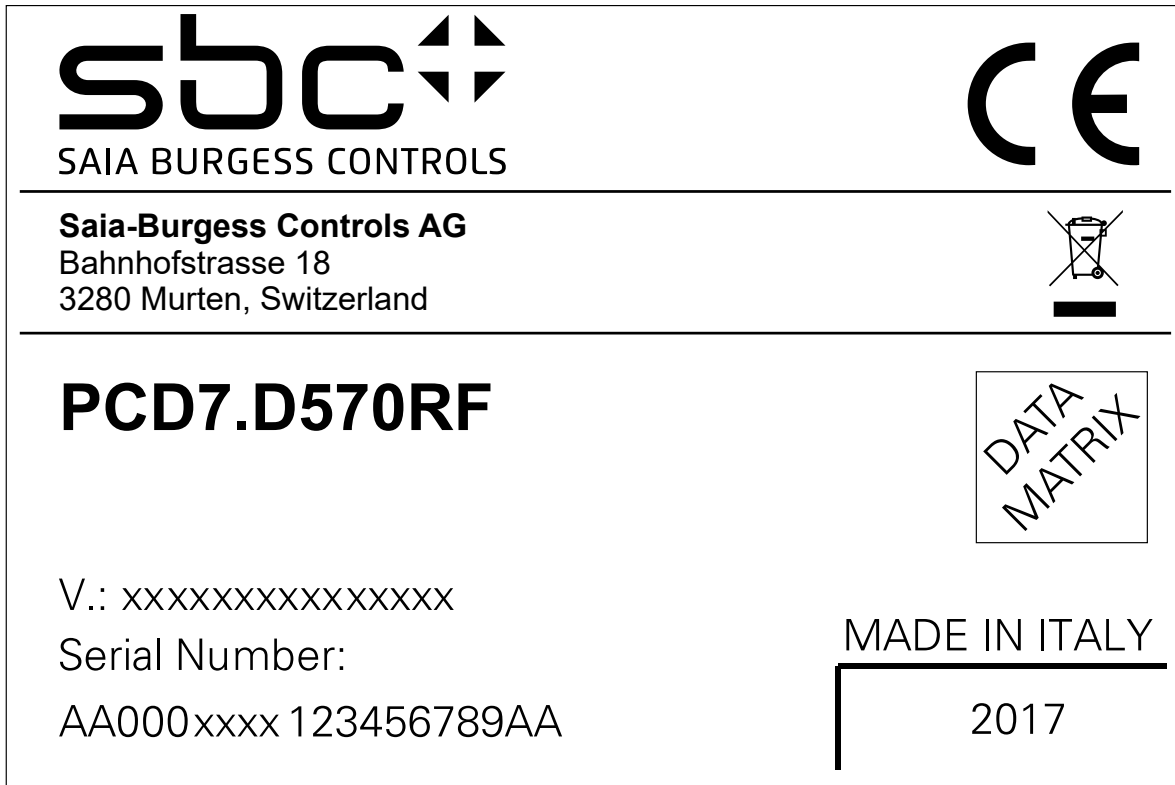 sbc
SAIA BURGESS CONTROLS
CE
Saia-Burgess Controls AG
Bahnhofstrasse 18
3280 Murten, Switzerland
PCD7.D570RF
DATA
MATRIX
V.: xxxxxxxxxxxxxxx
Serial Number:
AA000xxxx 123456789AA
MADE IN ITALY
2017